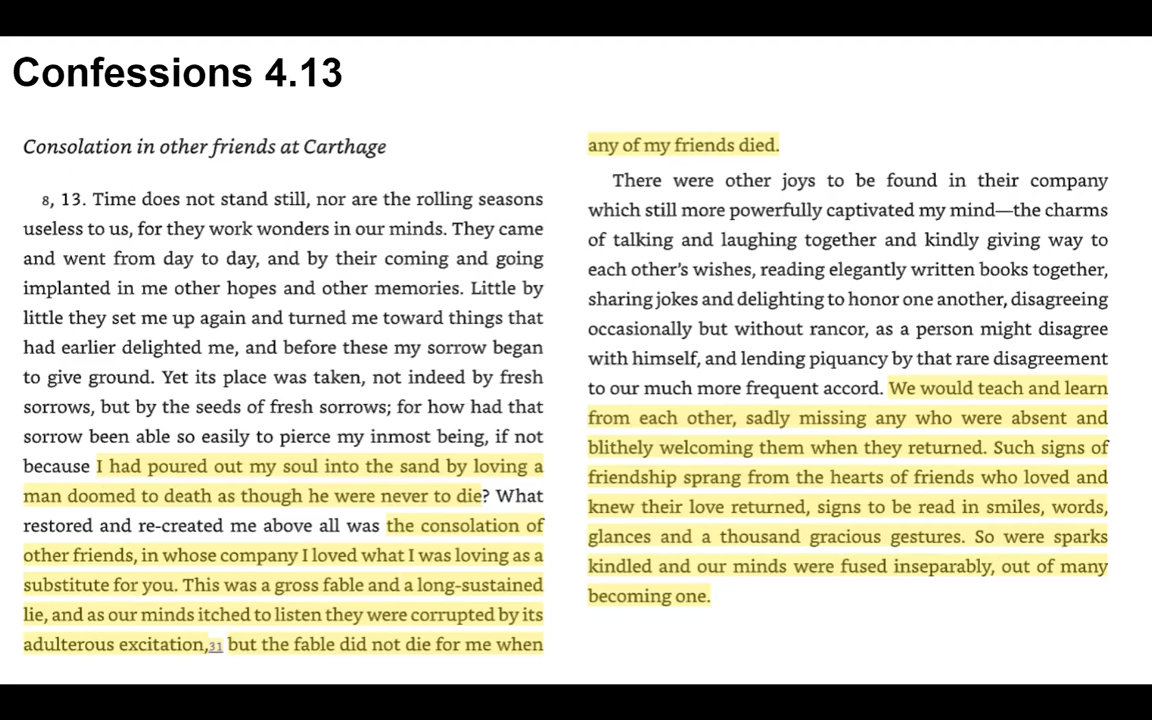 Confessions 4.13
Consolation in other friends at Carthage
8, 13. Time does not stand still, nor are the rolling seasons
useless to us, for they work wonders in our minds. They came
and went from day to day, and by their coming and going
implanted in me other hopes and other memories. Little by
little they set me up again and turned me toward things that
had earlier delighted me, and before these my sorrow began
to give ground. Yet its place was taken, not indeed by fresh
sorrows, but by the seeds of fresh sorrows; for how had that
sorrow been able so easily to pierce my inmost being, if not
because I had poured out my soul into the sand by loving a
man doomed to death as though he were never to die? What
restored and re-created me above all was the consolation of
other friends, in whose company I loved what I was loving as a
substitute for you. This was a gross fable and a long-sustained
lie, and as our minds itched to listen they were corrupted by its
adulterous excitation,31 but the fable did not die for me when
any of my friends died.
There were other joys to be found in their company
which still more powerfully captivated my mind—the charms
of talking and laughing together and kindly giving way to
each other's wishes, reading elegantly written books together,
sharing jokes and delighting to honor one another, disagreeing
occasionally but without rancor, as a person might disagree
with himself, and lending piquancy by that rare disagreement
to our much more frequent accord. We would teach and learn
from each other, sadly missing any who were absent and
blithely welcoming them when they returned. Such signs of
friendship sprang from the hearts of friends who loved and
knew their love returned, signs to be read in smiles, words,
glances and a thousand gracious gestures. So were sparks
kindled and our minds were fused inseparably, out of many
becoming one.